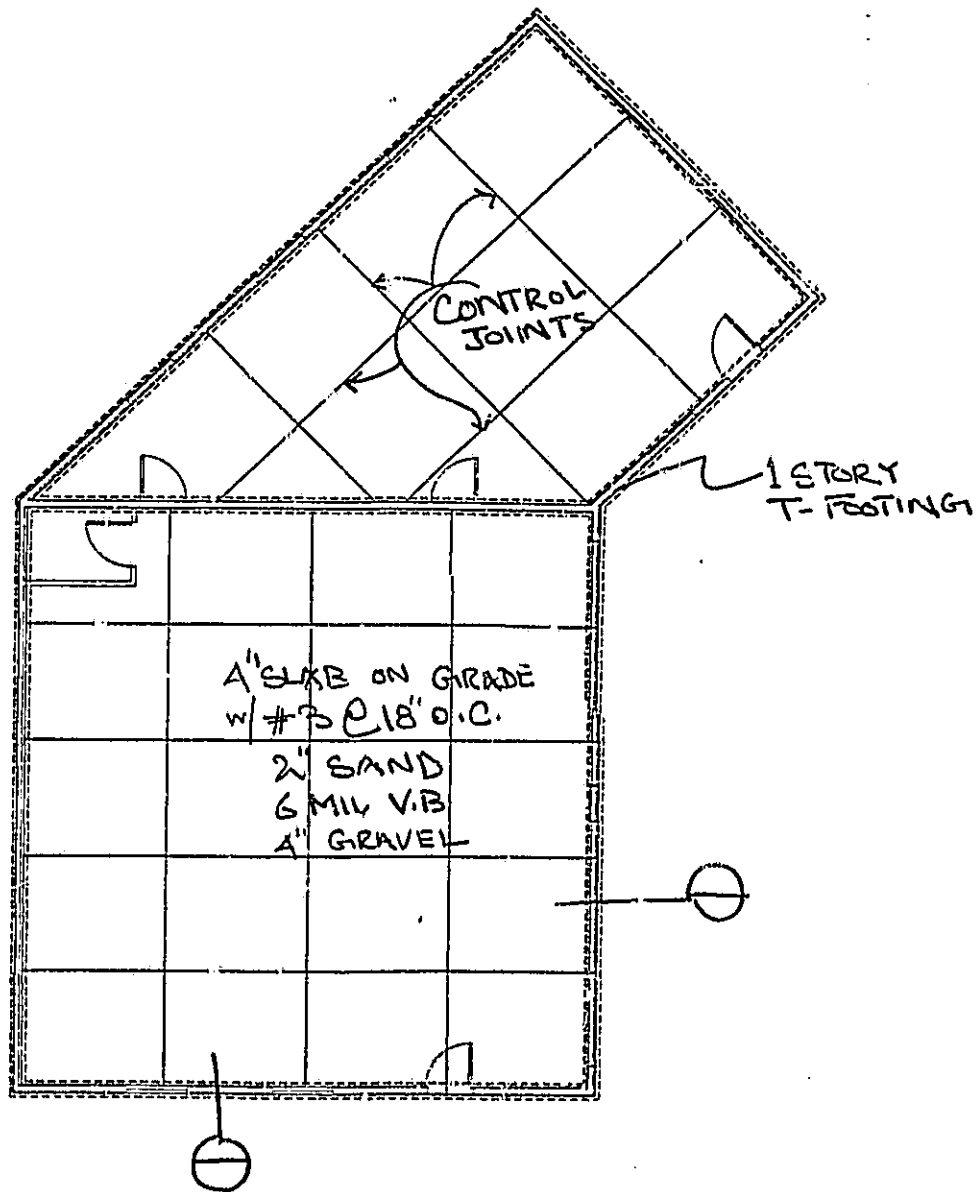 CONTROL
JOINTS
1 STORY
T-FOOTING
4" SLAB ON GRADE
w/ #3 @ 18" O.C.
2" SAND
6 MIL V.B
4" GRAVEL